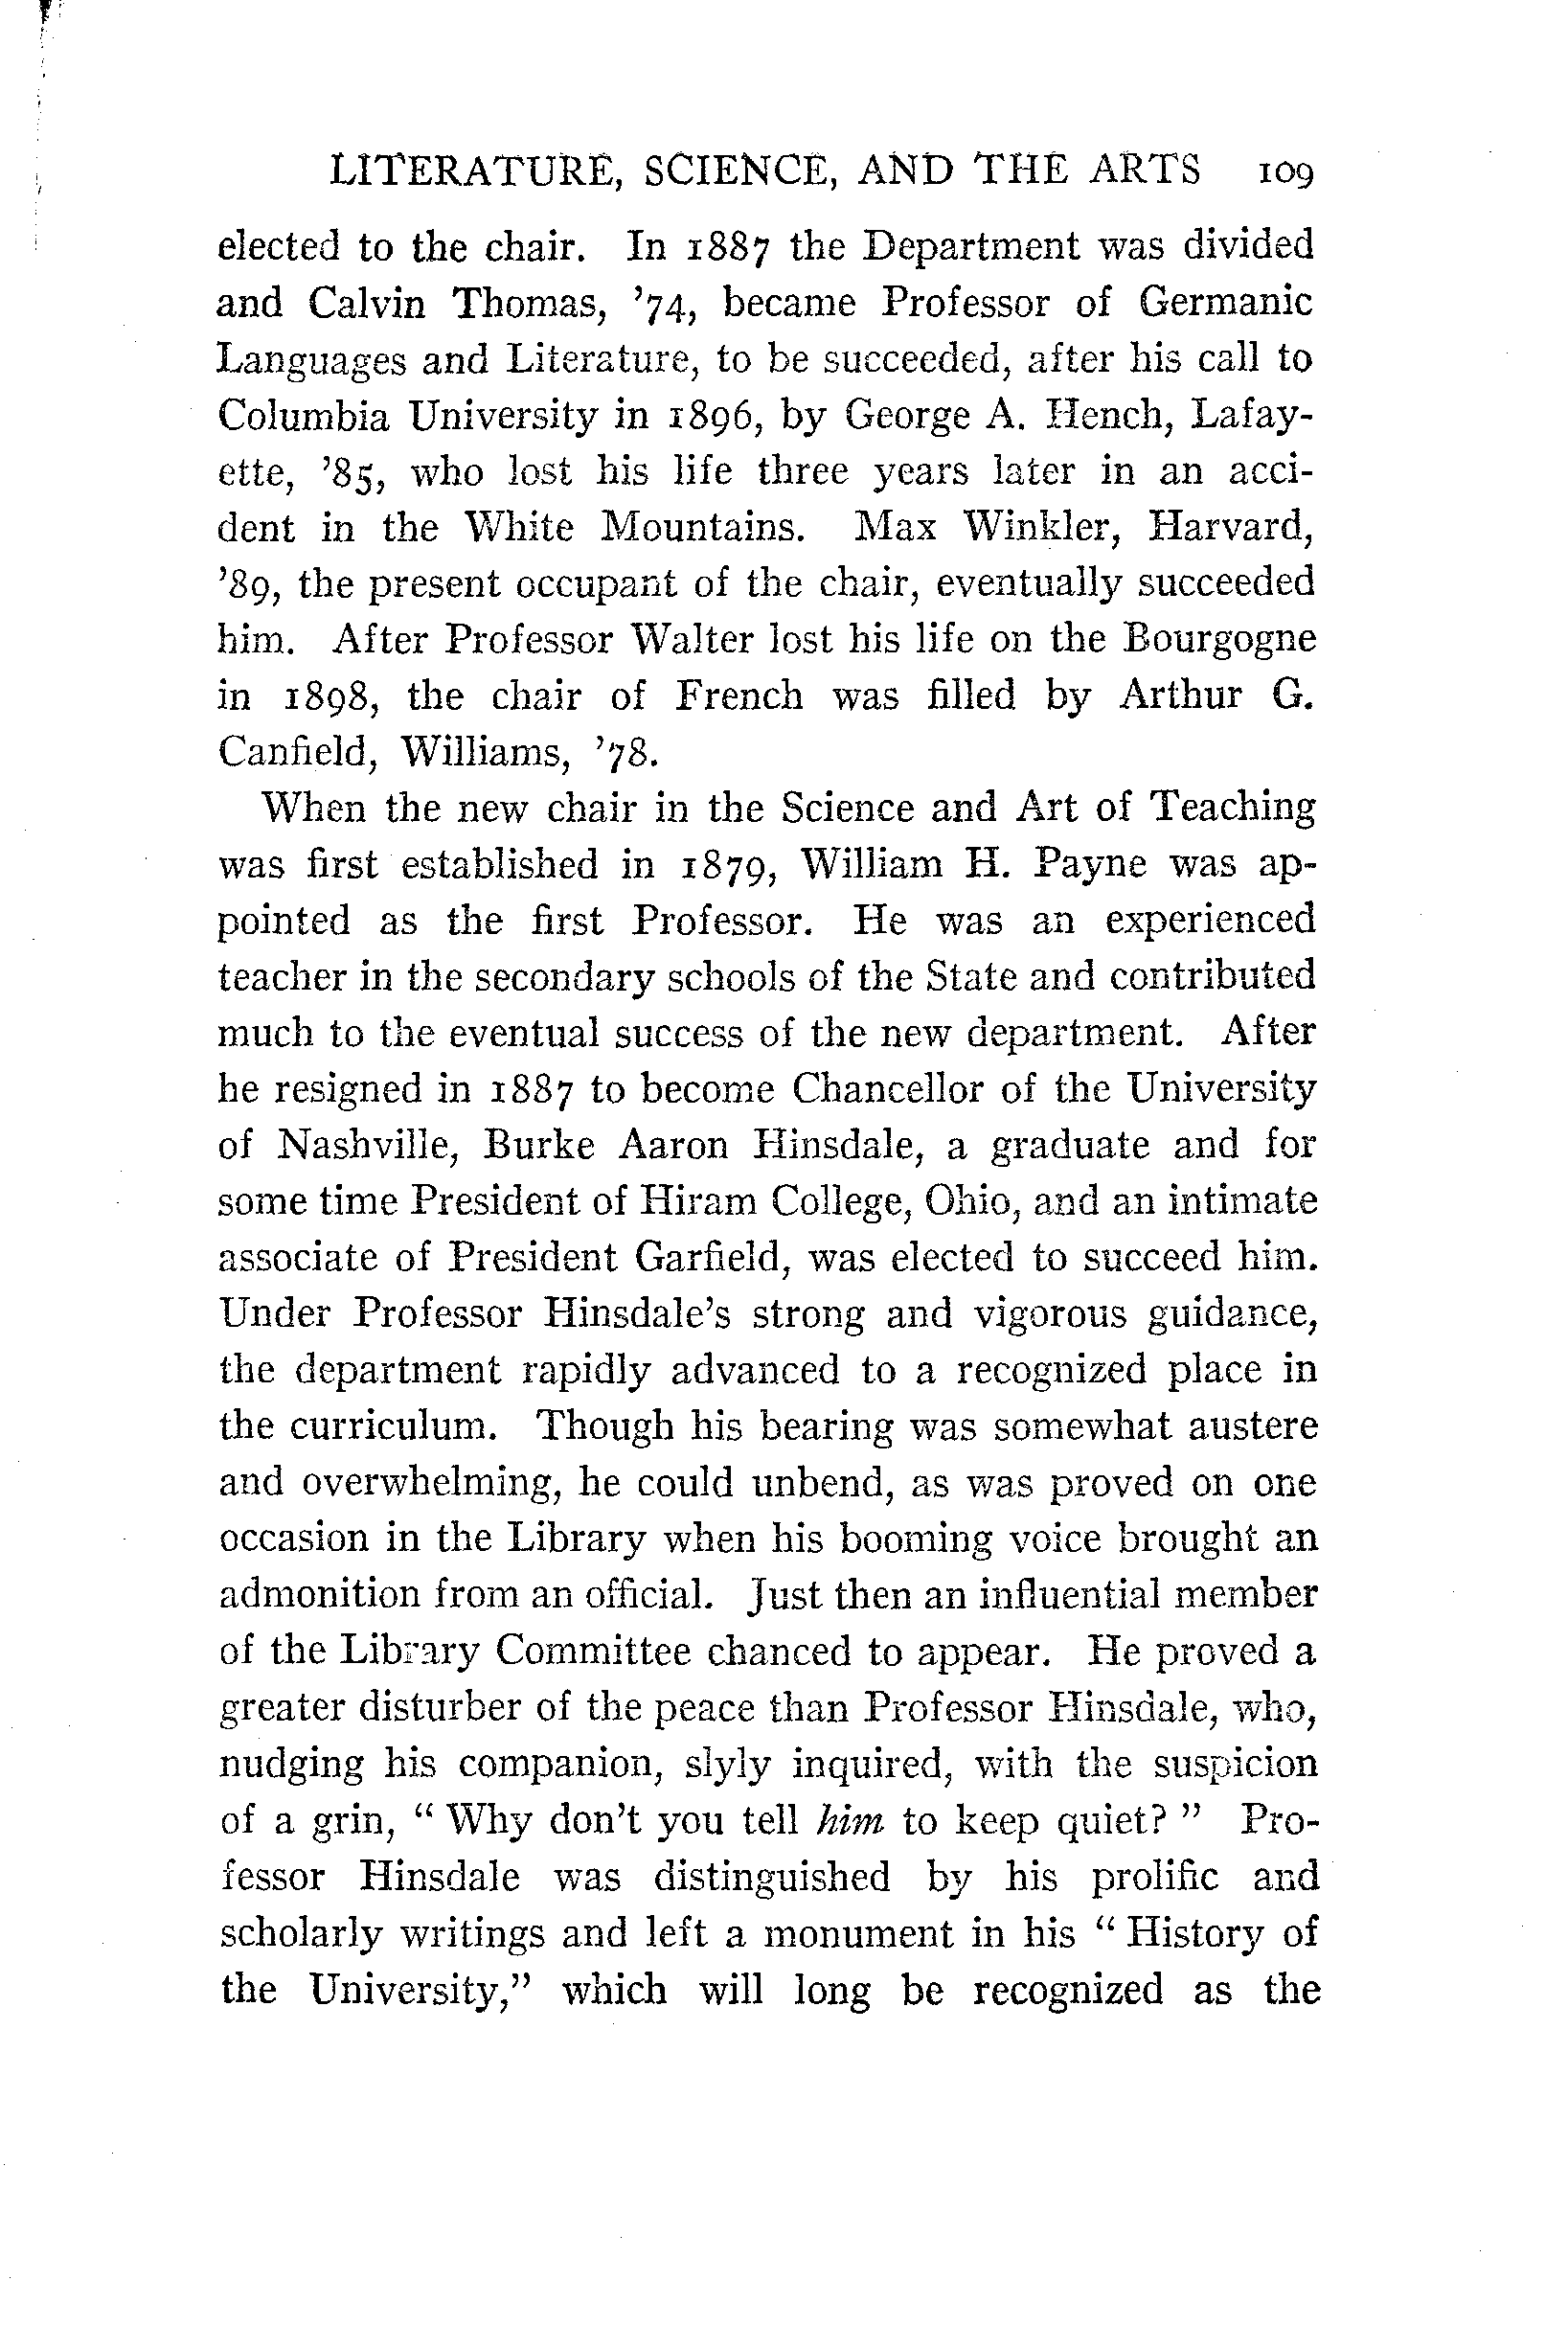 LITERATURE, SCIENCE, AND THE ARTS 109
elected to the chair. In 1887 the Department was divided
and Calvin Thomas, ’74, became Professor of Germanic
Languages and Literature, to be succeeded, after his call to
Columbia University in 1896, by George A. Hench, Lafay-
ette, ’85, who lost his life three years later in an acci-
dent in the White Mountains. Max Winkler, Harvard,
’89, the present occupant of the chair, eventually succeeded
him. After Professor Walter lost his life on the Bourgogne
in 1898, the chair of French was filled by Arthur G.
Canfield, Williams, ’78.
When the new chair in the Science and Art of Teaching
was first established in 1879, William H. Payne was ap-
pointed as the first Professor. He was an experienced
teacher in the secondary schools of the State and contributed
much to the eventual success of the new department. After
he resigned in 1887 to become Chancellor of the University
of Nashville, Burke Aaron Hinsdale, a graduate and for
some time President of Hiram College, Ohio, and an intimate
associate of President Garfield, was elected to succeed him.
Under Professor Hinsdale’s strong and vigorous guidance,
the department rapidly advanced to a recognized place in
the curriculum. Though his bearing was somewhat austere
and overwhelming, he could unbend, as was proved on one
occasion in the Library when his booming voice brought an
admonition from an official. Just then an influential member
of the Library Committee chanced to appear. He proved a
greater disturber of the peace than Professor Hinsdale, who,
nudging his companion, slyly inquired, with the suspicion
of a grin, “ Why don’t you tell him to keep quiet? ” Pro-
fessor Hinsdale was distinguished by his prolific and
scholarly writings and left a monument in his “ History of
the University,” which will long be recognized as the